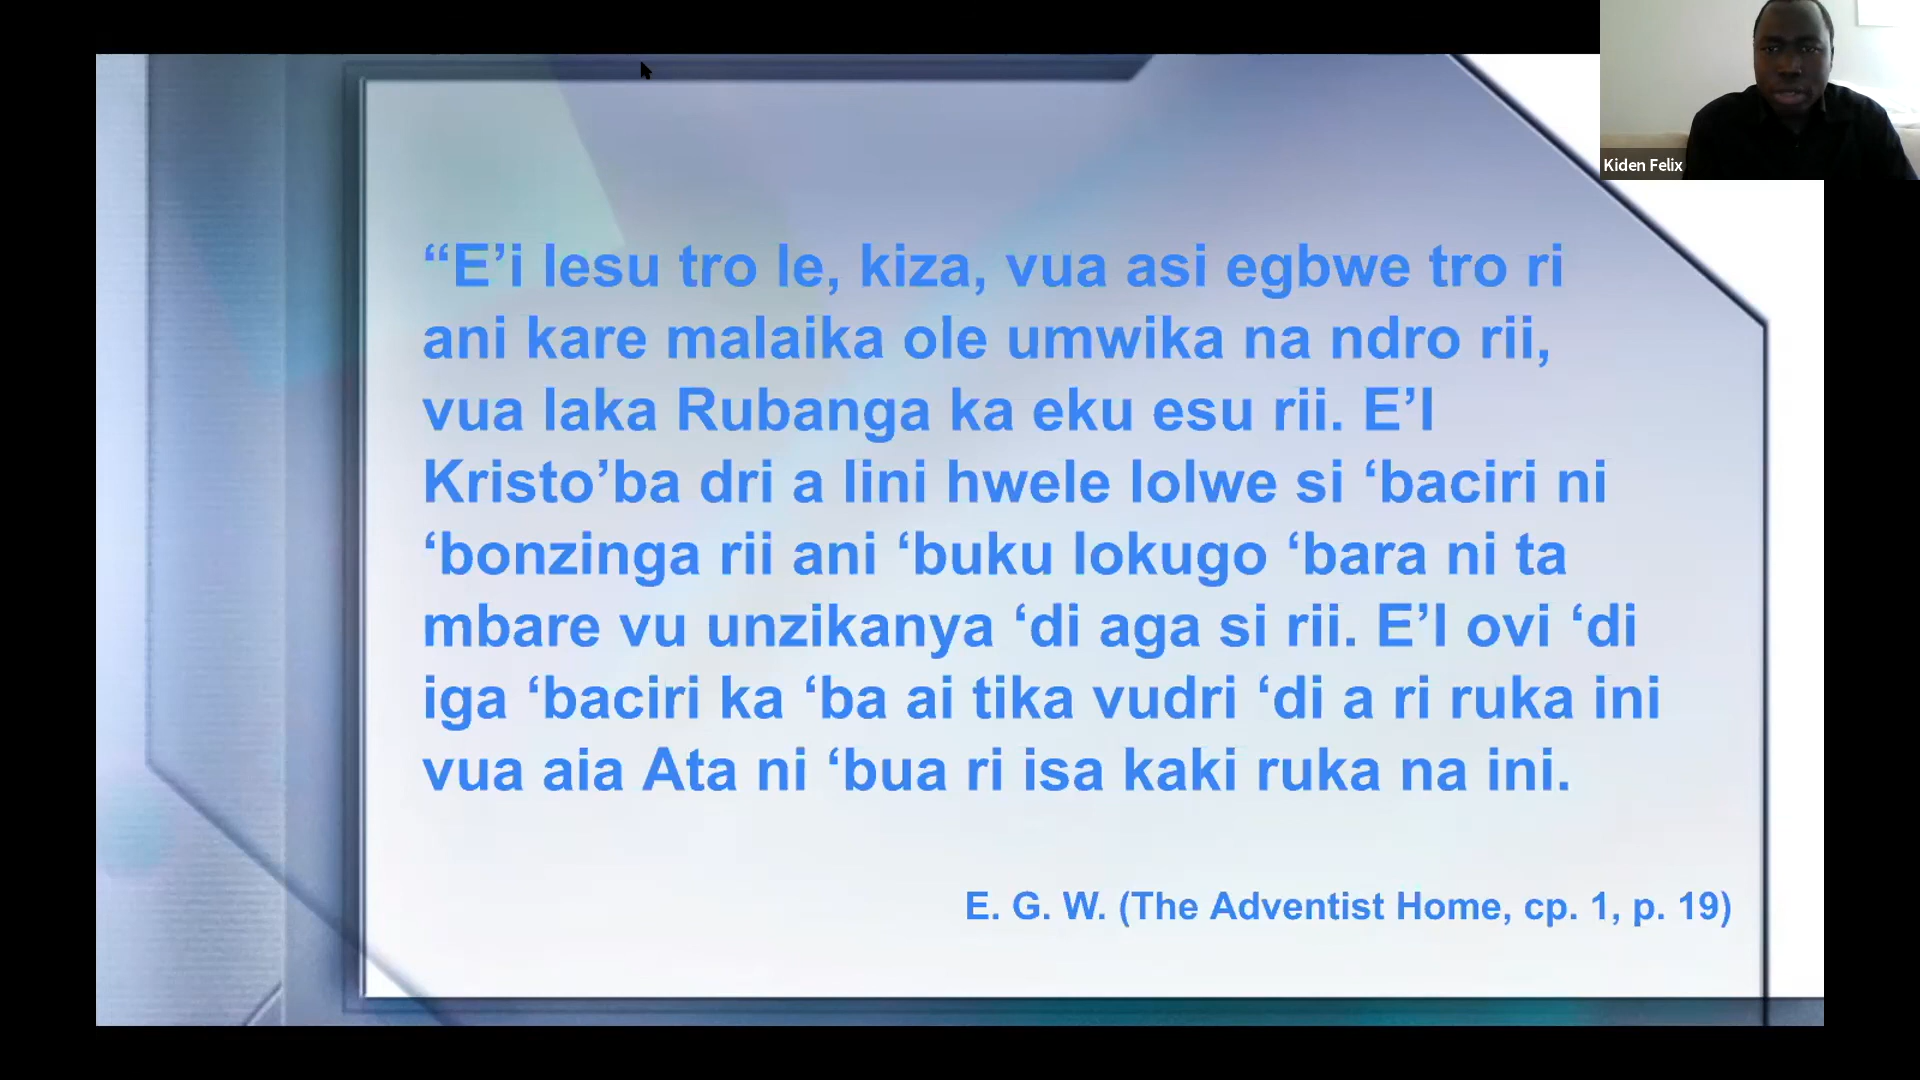 Kiden Felix
“E’i Iesu tro le, kiza, vua asi egbwe tro ri
ani kare malaika ole umwika na ndro rii,
vua laka Rubanga ka eku esu rii. E’I
Kristo’ba dri a lini hwele lolwe si ‘baciri ni
‘bonzinga rii ani ‘buku lokugo ‘bara ni ta
mbare vu unzikanya ‘di aga si rii. E’I ovi ‘di
iga ‘baciri ka ‘ba ai tika vudri ‘di a ri ruka ini
vua aia Ata ni ‘bua ri isa kaki ruka na ini.
E. G. W. (The Adventist Home, cp. 1, p. 19)